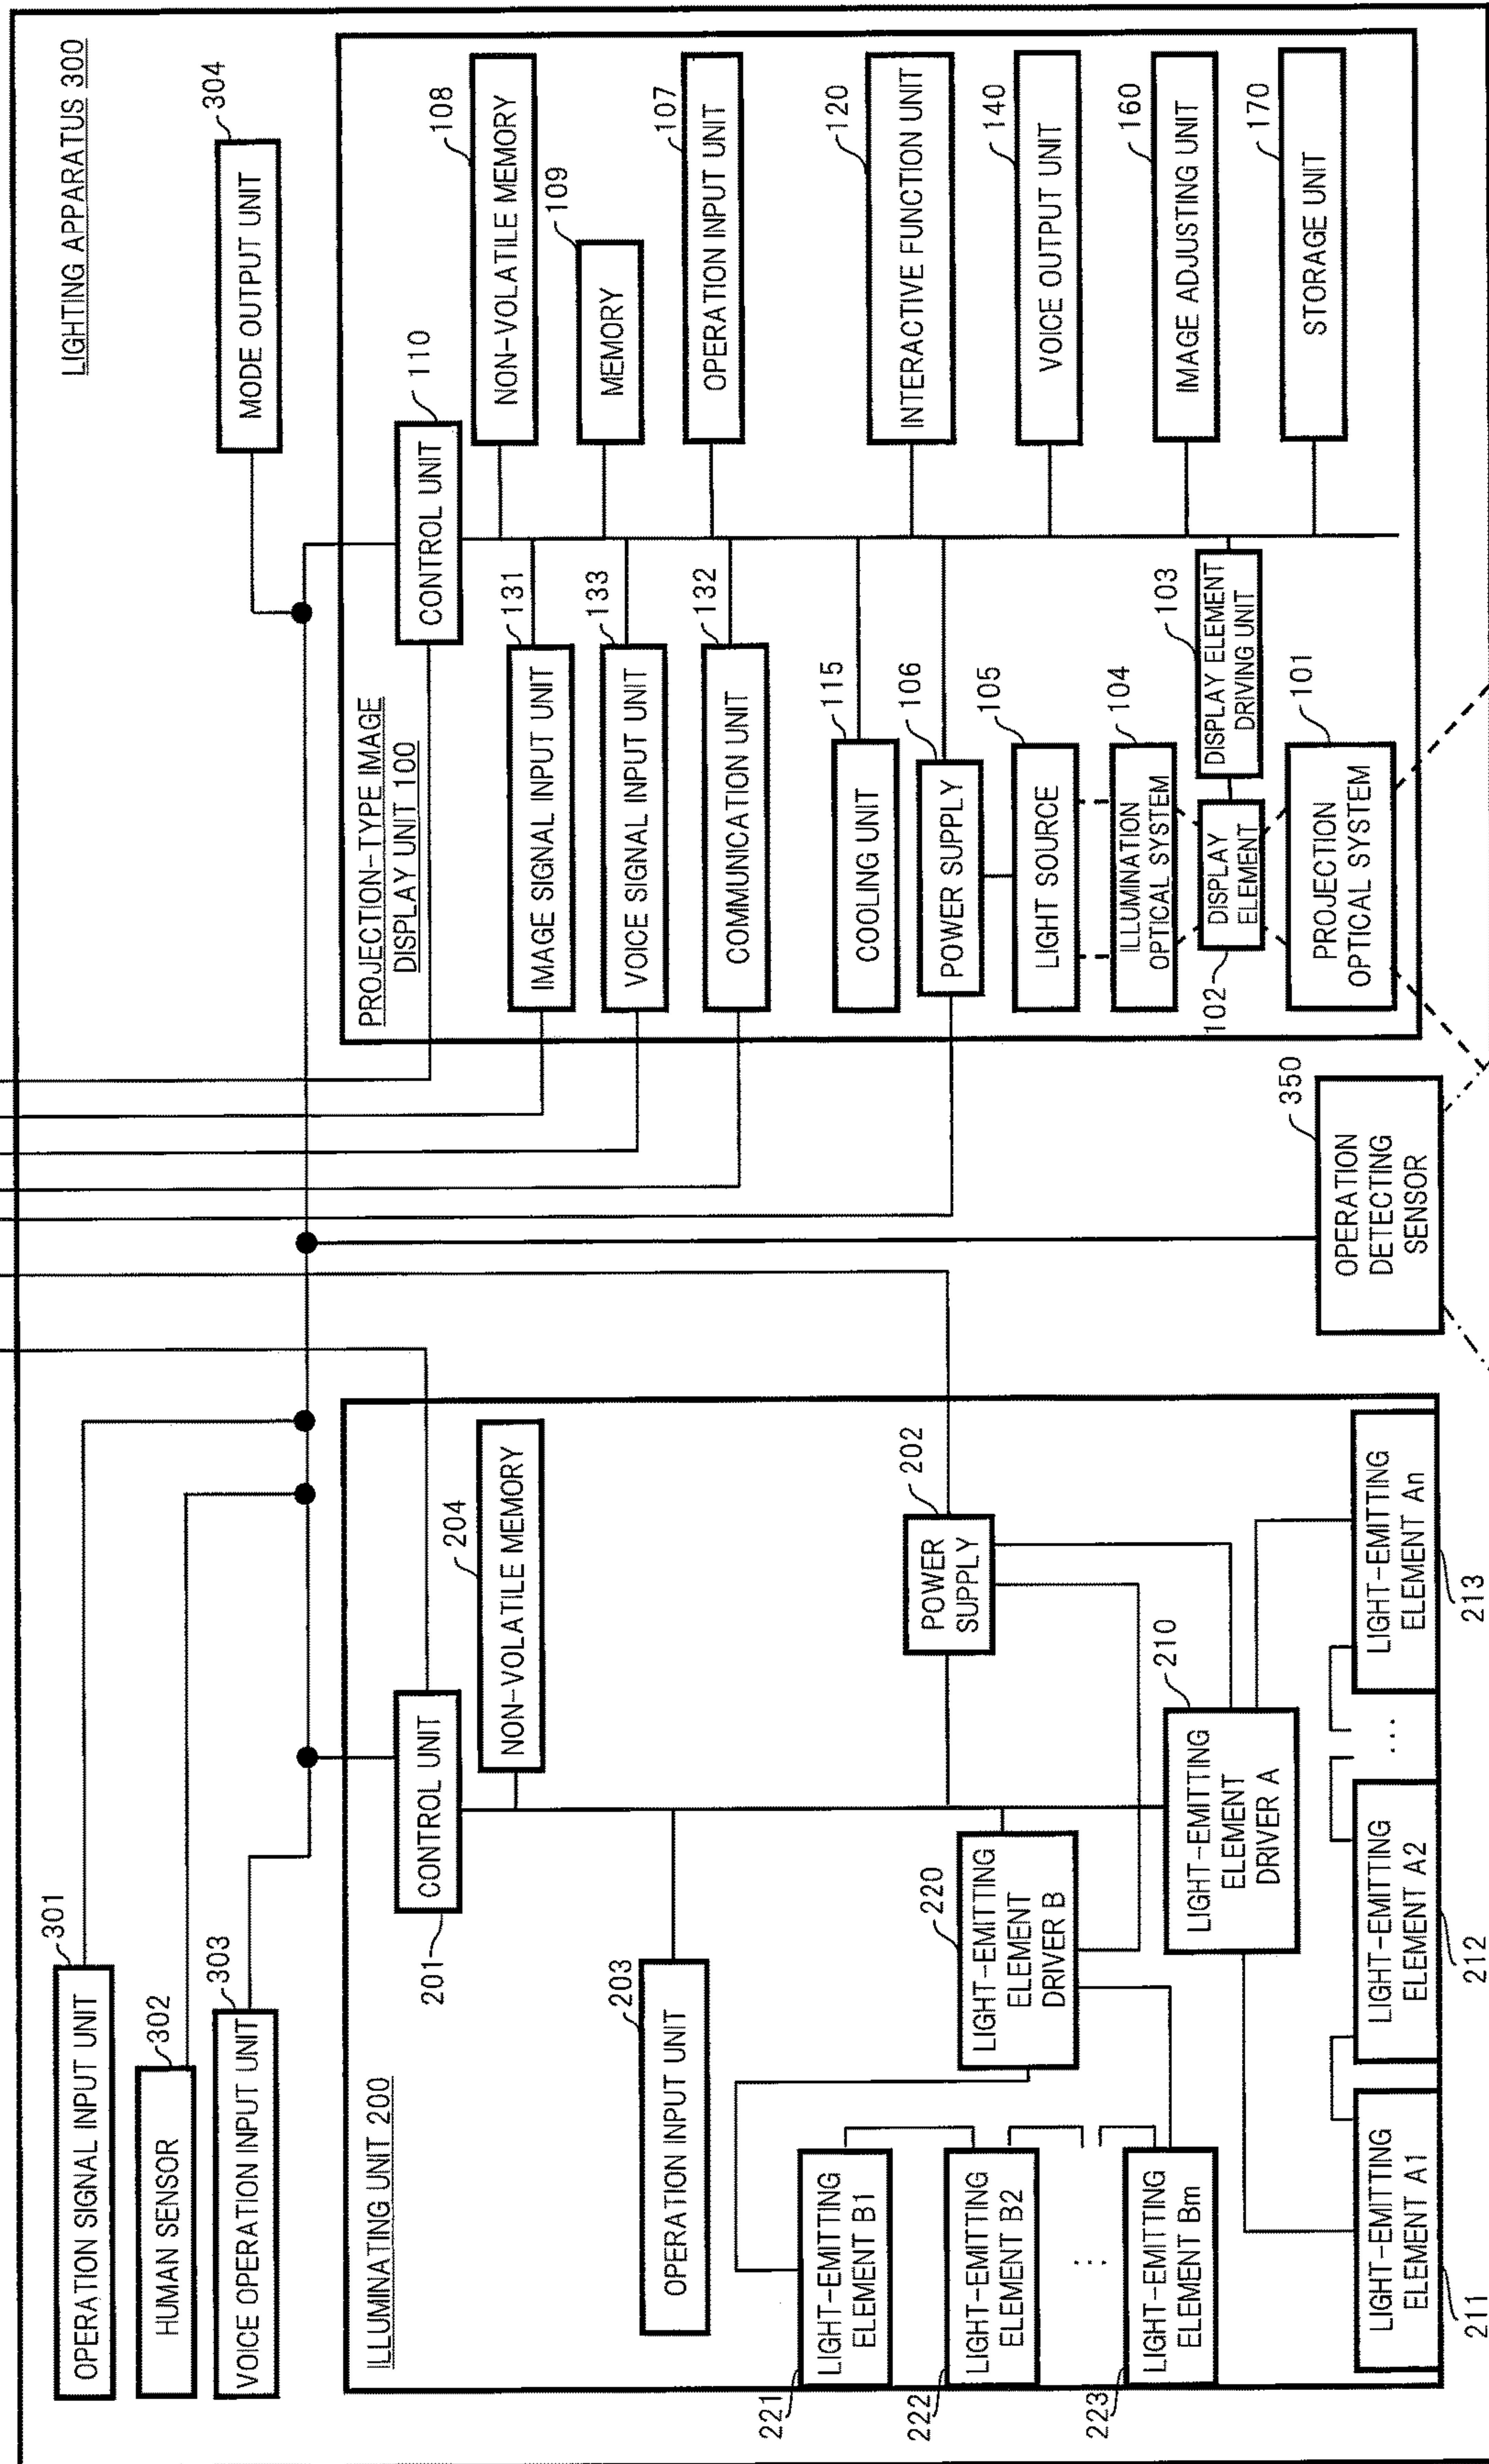 LIGHTING APPARATUS 300
301
OPERATION SIGNAL INPUT UNIT
302
HUMAN SENSOR
303
VOICE OPERATION INPUT UNIT
304
MODE OUTPUT UNIT
ILLUMINATING UNIT 200
CONTROL UNIT
201
204
NON-VOLATILE MEMORY
203
OPERATION INPUT UNIT
202
POWER
SUPPLY
220
LIGHT-EMITTING
ELEMENT
DRIVER B
210
LIGHT-EMITTING
ELEMENT
DRIVER A
221
LIGHT-EMITTING
ELEMENT B1
222
LIGHT-EMITTING
ELEMENT B2
...
223
LIGHT-EMITTING
ELEMENT Bm
LIGHT-EMITTING
ELEMENT A1
211
LIGHT-EMITTING
ELEMENT A2
212
...
LIGHT-EMITTING
ELEMENT An
213
350
OPERATION
DETECTING
SENSOR
PROJECTION-TYPE IMAGE
DISPLAY UNIT 100
110
CONTROL UNIT
108
NON-VOLATILE MEMORY
109
MEMORY
107
OPERATION INPUT UNIT
131
IMAGE SIGNAL INPUT UNIT
133
VOICE SIGNAL INPUT UNIT
132
COMMUNICATION UNIT
120
INTERACTIVE FUNCTION UNIT
140
VOICE OUTPUT UNIT
160
IMAGE ADJUSTING UNIT
170
STORAGE UNIT
115
COOLING UNIT
106
POWER SUPPLY
105
LIGHT SOURCE
104
ILLUMINATION
OPTICAL SYSTEM
103
DISPLAY ELEMENT
DRIVING UNIT
102
DISPLAY
ELEMENT
101
PROJECTION
OPTICAL SYSTEM